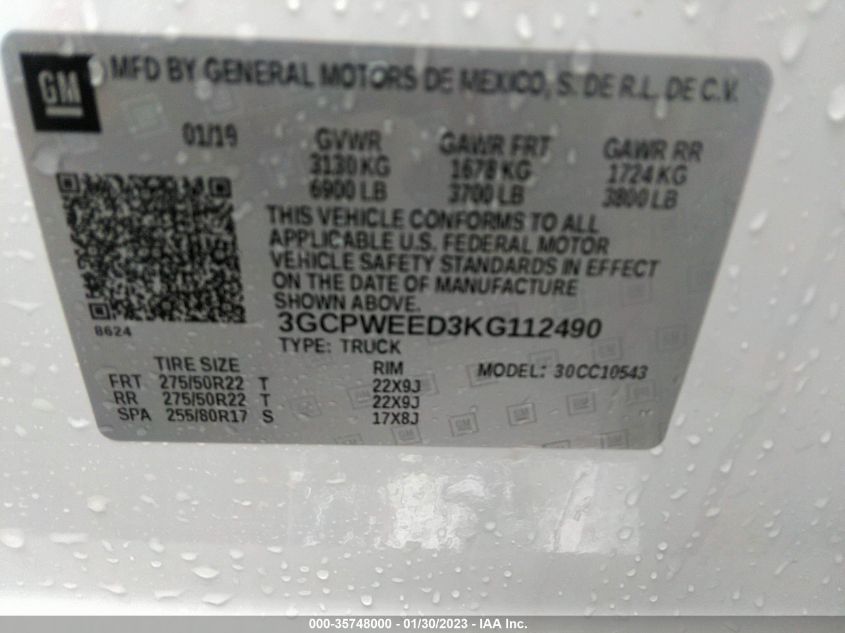 GM
MFD BY GENERAL MOTORS DE MEXICO, S. DE R.L. DE C.V.
01/19 GVWR GAWR FRT GAWR RR
3130 KG 1678 KG 1724 KG
6900 LB 3700 LB 3800 LB
THIS VEHICLE CONFORMS TO ALL
APPLICABLE U.S. FEDERAL MOTOR
VEHICLE SAFETY STANDARDS IN EFFECT
ON THE DATE OF MANUFACTURE
SHOWN ABOVE.
8624
3GCPWEED3KG112490
TYPE: TRUCK
TIRE SIZE RIM MODEL: 30CC10543
FRT 275/50R22 T 22X9J
RR 275/50R22 T 22X9J
SPA 255/80R17 S 17X8J
000-35748000 - 01/30/2023 - IAA Inc.